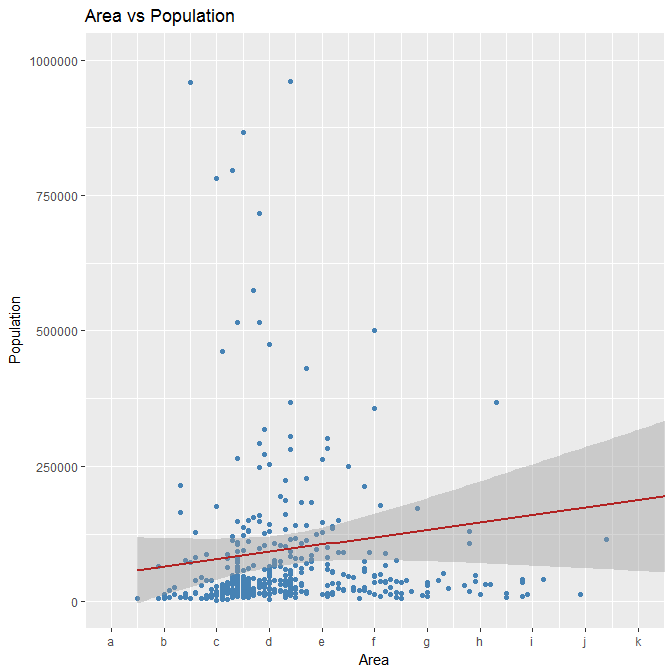 Area vs Population
1000000
750000
500000
250000
0
Population
a b c d e f g h i j k
Area